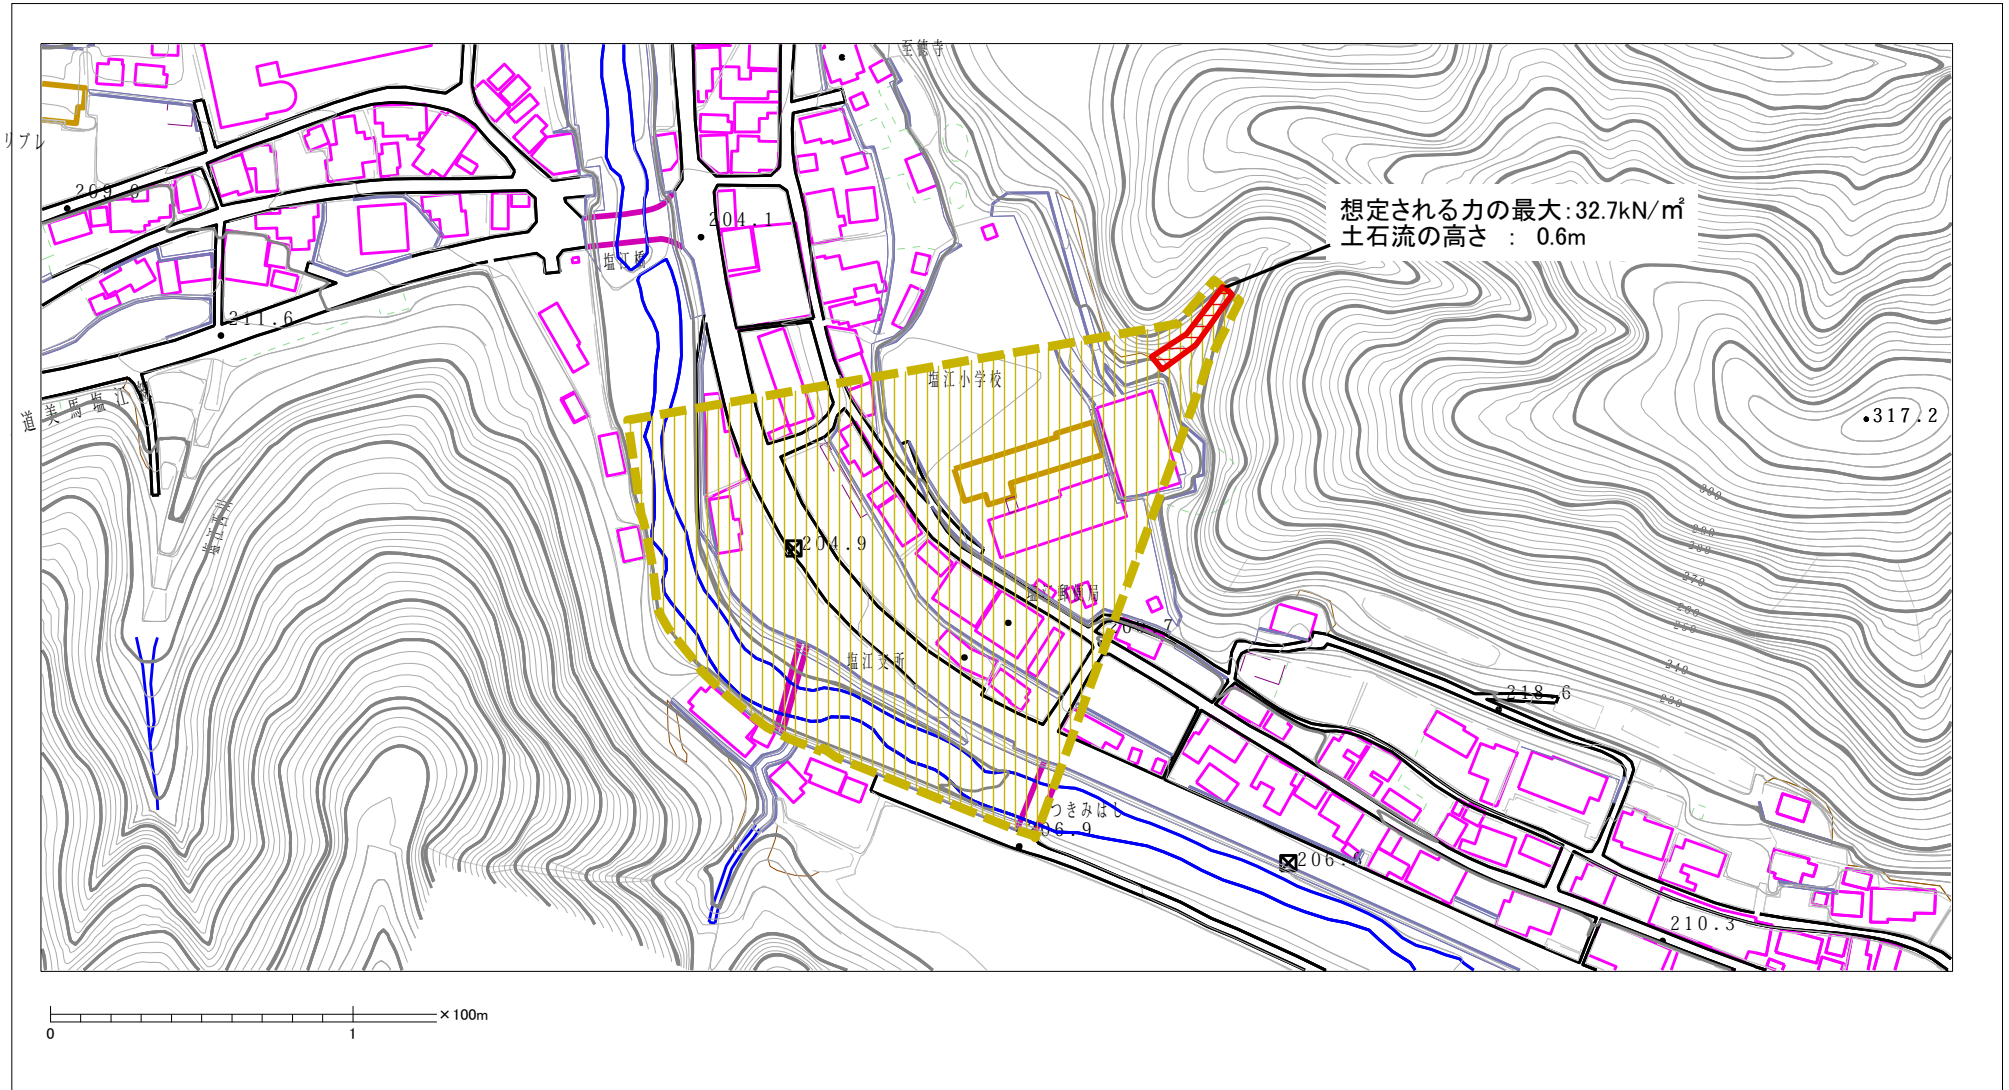 至徳寺
リプレ
209.0
204.1
塩江橋
想定される力の最大：32.7kN/㎡
土石流の高さ ： 0.6m
211.6
塩江小学校
道美馬塩江線
317.2
300
290
280
270
260
250
240
230
204.9
塩江郵便局
塩江支所
218.6
つきみはし
206.9
210.3
0
1
×100m